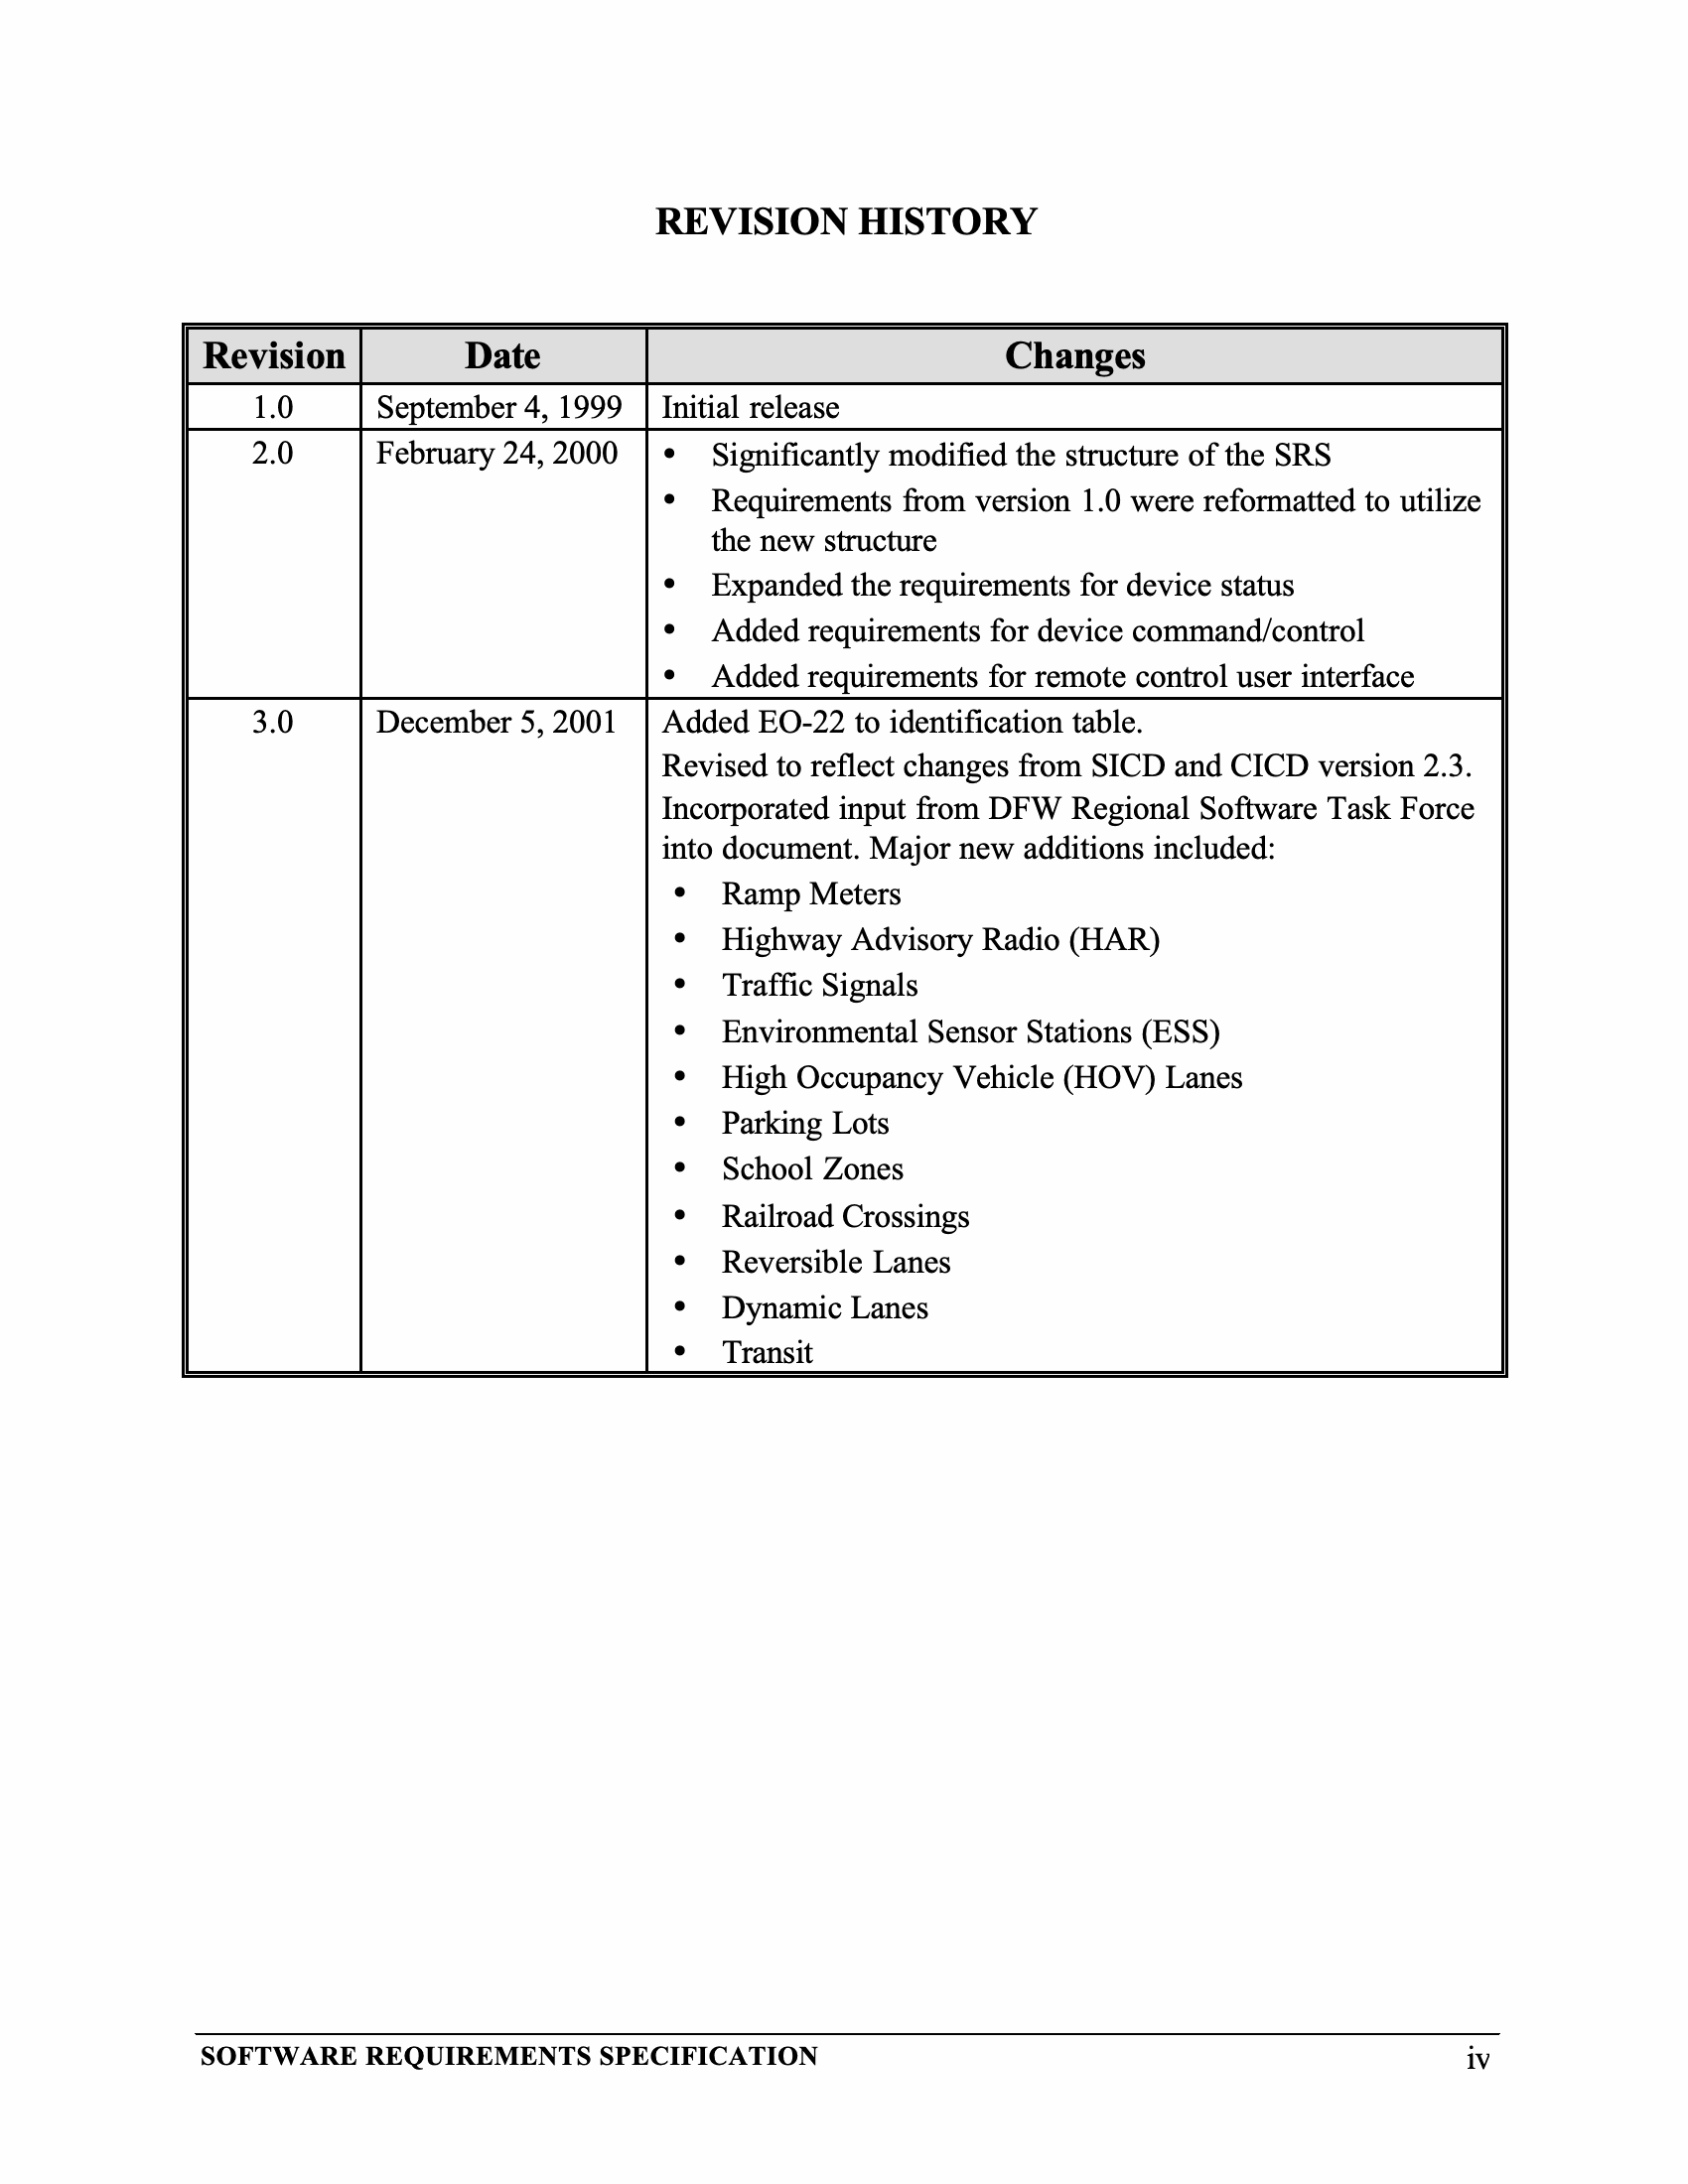 REVISION HISTORY
Revision Date Changes
1.0 September 4, 1999 Initial release
2.0 February 24, 2000 • Significantly modified the structure of the SRS
• Requirements from version 1.0 were reformatted to utilize
the new structure
• Expanded the requirements for device status
• Added requirements for device command/control
• Added requirements for remote control user interface
3.0 December 5, 2001 Added EO-22 to identification table.
Revised to reflect changes from SICD and CICD version 2.3.
Incorporated input from DFW Regional Software Task Force
into document. Major new additions included:
• Ramp Meters
• Highway Advisory Radio (HAR)
• Traffic Signals
• Environmental Sensor Stations (ESS)
• High Occupancy Vehicle (HOV) Lanes
• Parking Lots
• School Zones
• Railroad Crossings
• Reversible Lanes
• Dynamic Lanes
• Transit
SOFTWARE REQUIREMENTS SPECIFICATION iv